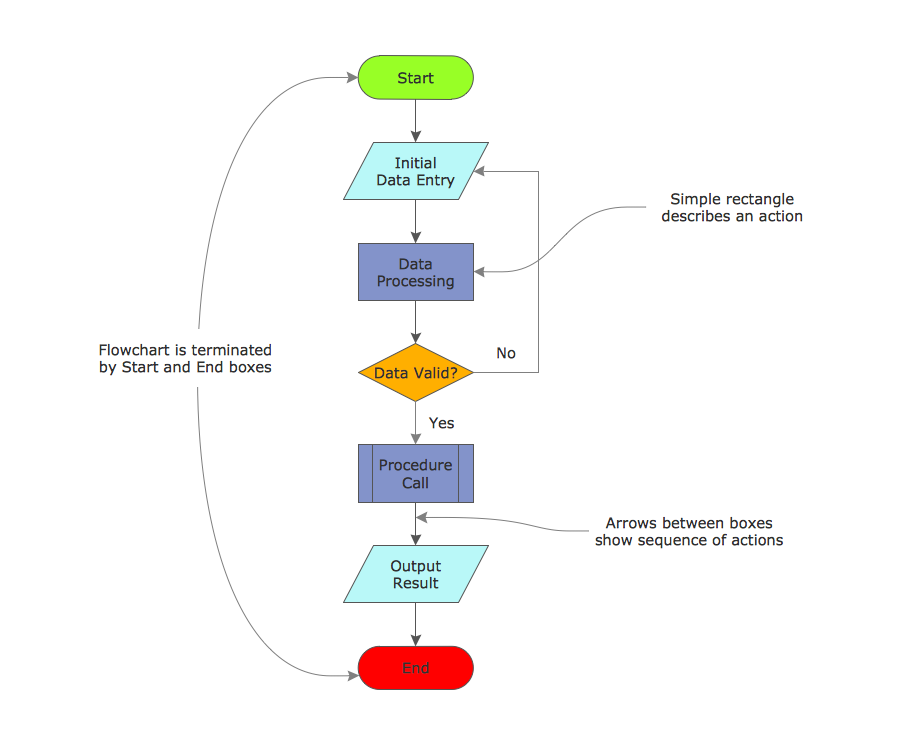 Start
Initial
Data Entry
Simple rectangle
describes an action
Data
Processing
Flowchart is terminated
by Start and End boxes
No
Data Valid?
Yes
Procedure
Call
Arrows between boxes
show sequence of actions
Output
Result
End